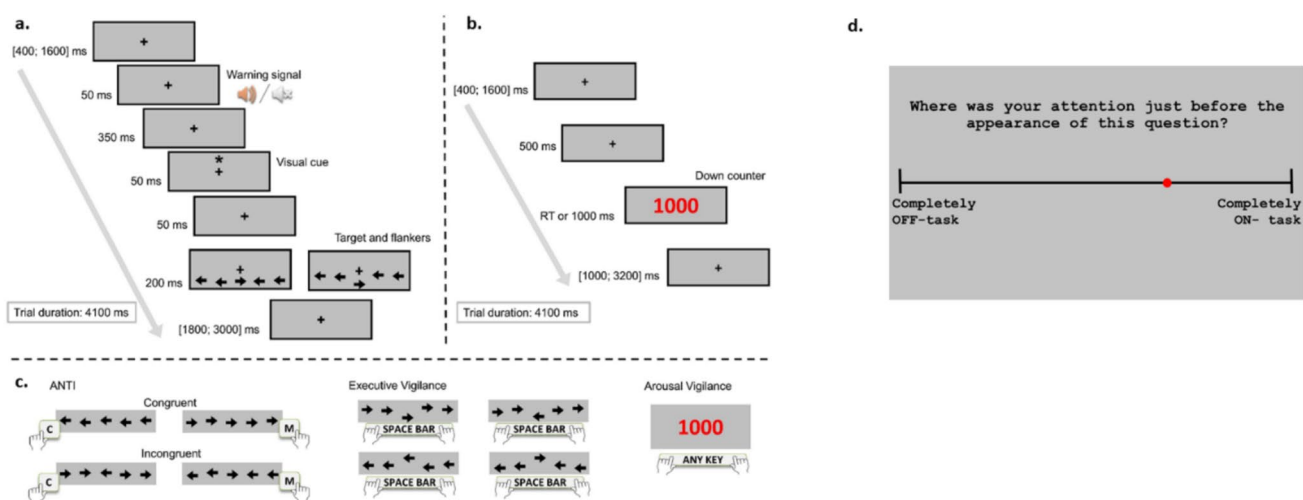 a.
[400; 1600] ms
50 ms
Warning signal
/
350 ms
50 ms
Visual cue
50 ms
Target and flankers
200 ms
Trial duration: 4100 ms
[1800; 3000] ms
b.
[400; 1600] ms
500 ms
Down counter
RT or 1000 ms
1000
[1000; 3200] ms
Trial duration: 4100 ms
c.
ANTI
Congruent
C
M
Incongruent
C
M
Executive Vigilance
SPACE BAR
SPACE BAR
SPACE BAR
SPACE BAR
Arousal Vigilance
1000
ANY KEY
d.
Where was your attention just before the
appearance of this question?
Completely
OFF-task
Completely
ON- task